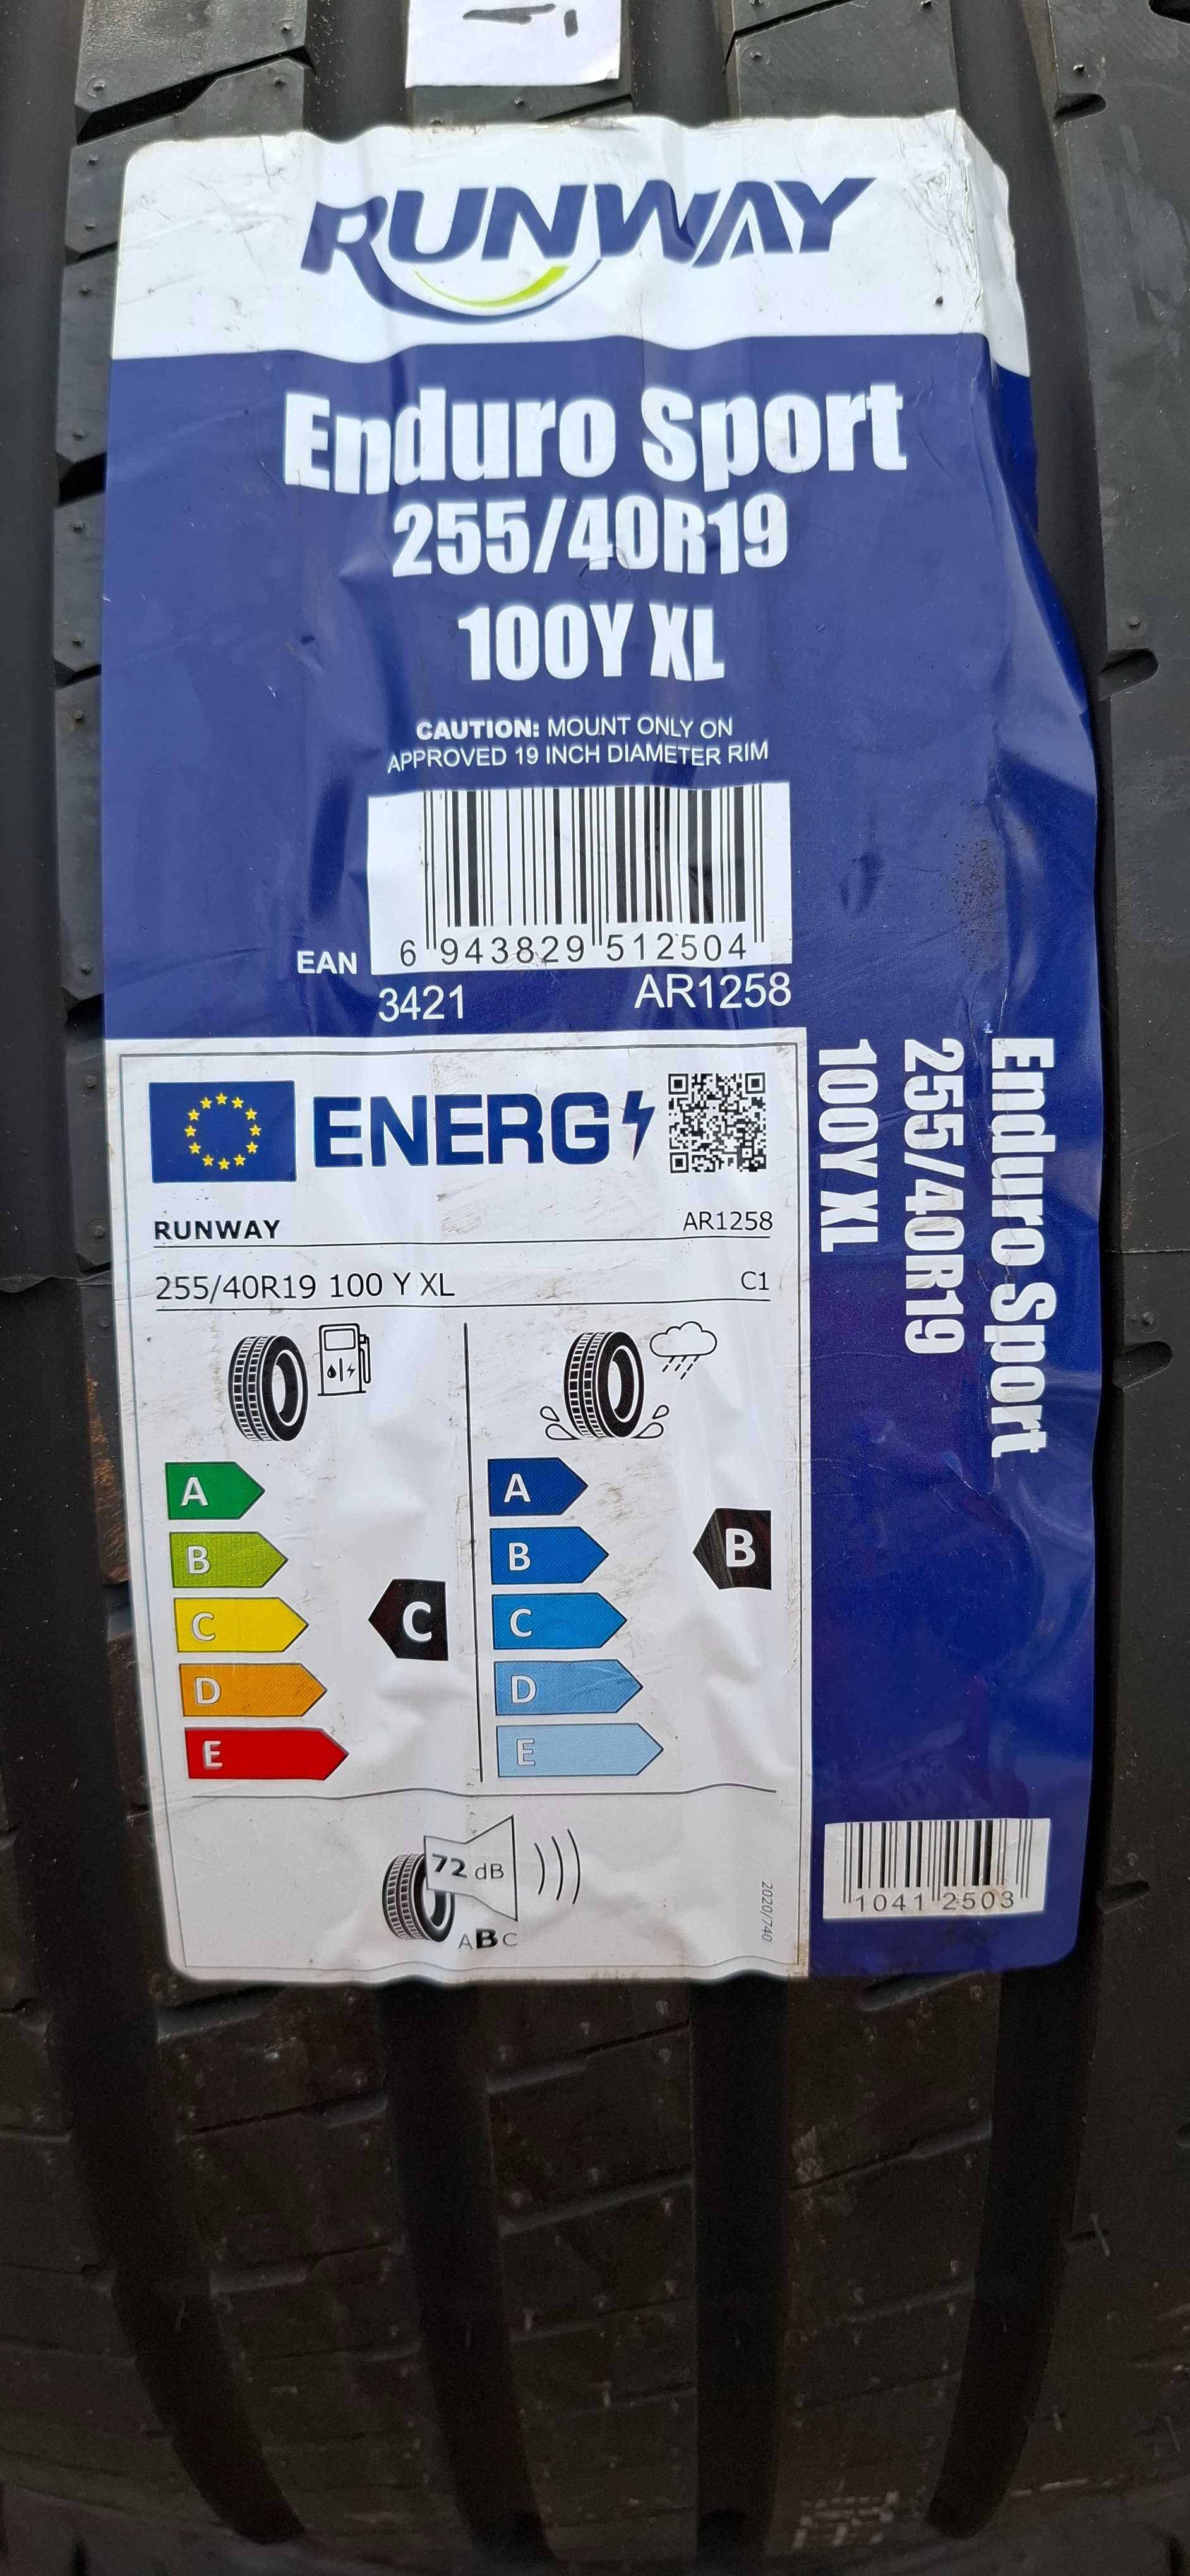 RUNWAY
Enduro Sport
255/40R19
100Y XL
CAUTION: MOUNT ONLY ON
APPROVED 19 INCH DIAMETER RIM
EAN
6 943829 512504
3421 AR1258
ENERG
RUNWAY AR1258
255/40R19 100 Y XL C1
A
B
C
D
E
C
A
B
C
D
E
B
72 dB
ABC
2020/740
Enduro Sport
255/40R19
100Y XL
1041 2503